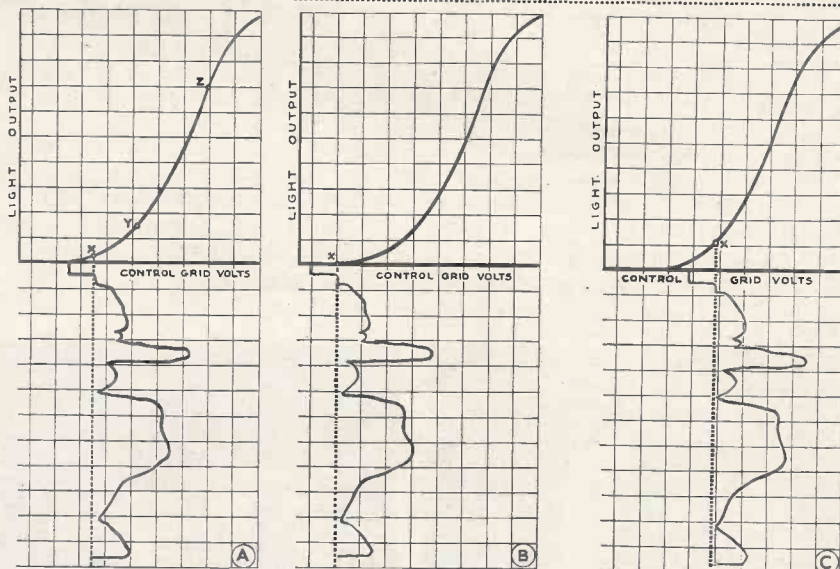 LIGHT OUTPUT
Z
Y
X
CONTROL GRID VOLTS
A
LIGHT OUTPUT
X
CONTROL GRID VOLTS
B
LIGHT OUTPUT
X
CONTROL GRID VOLTS
C